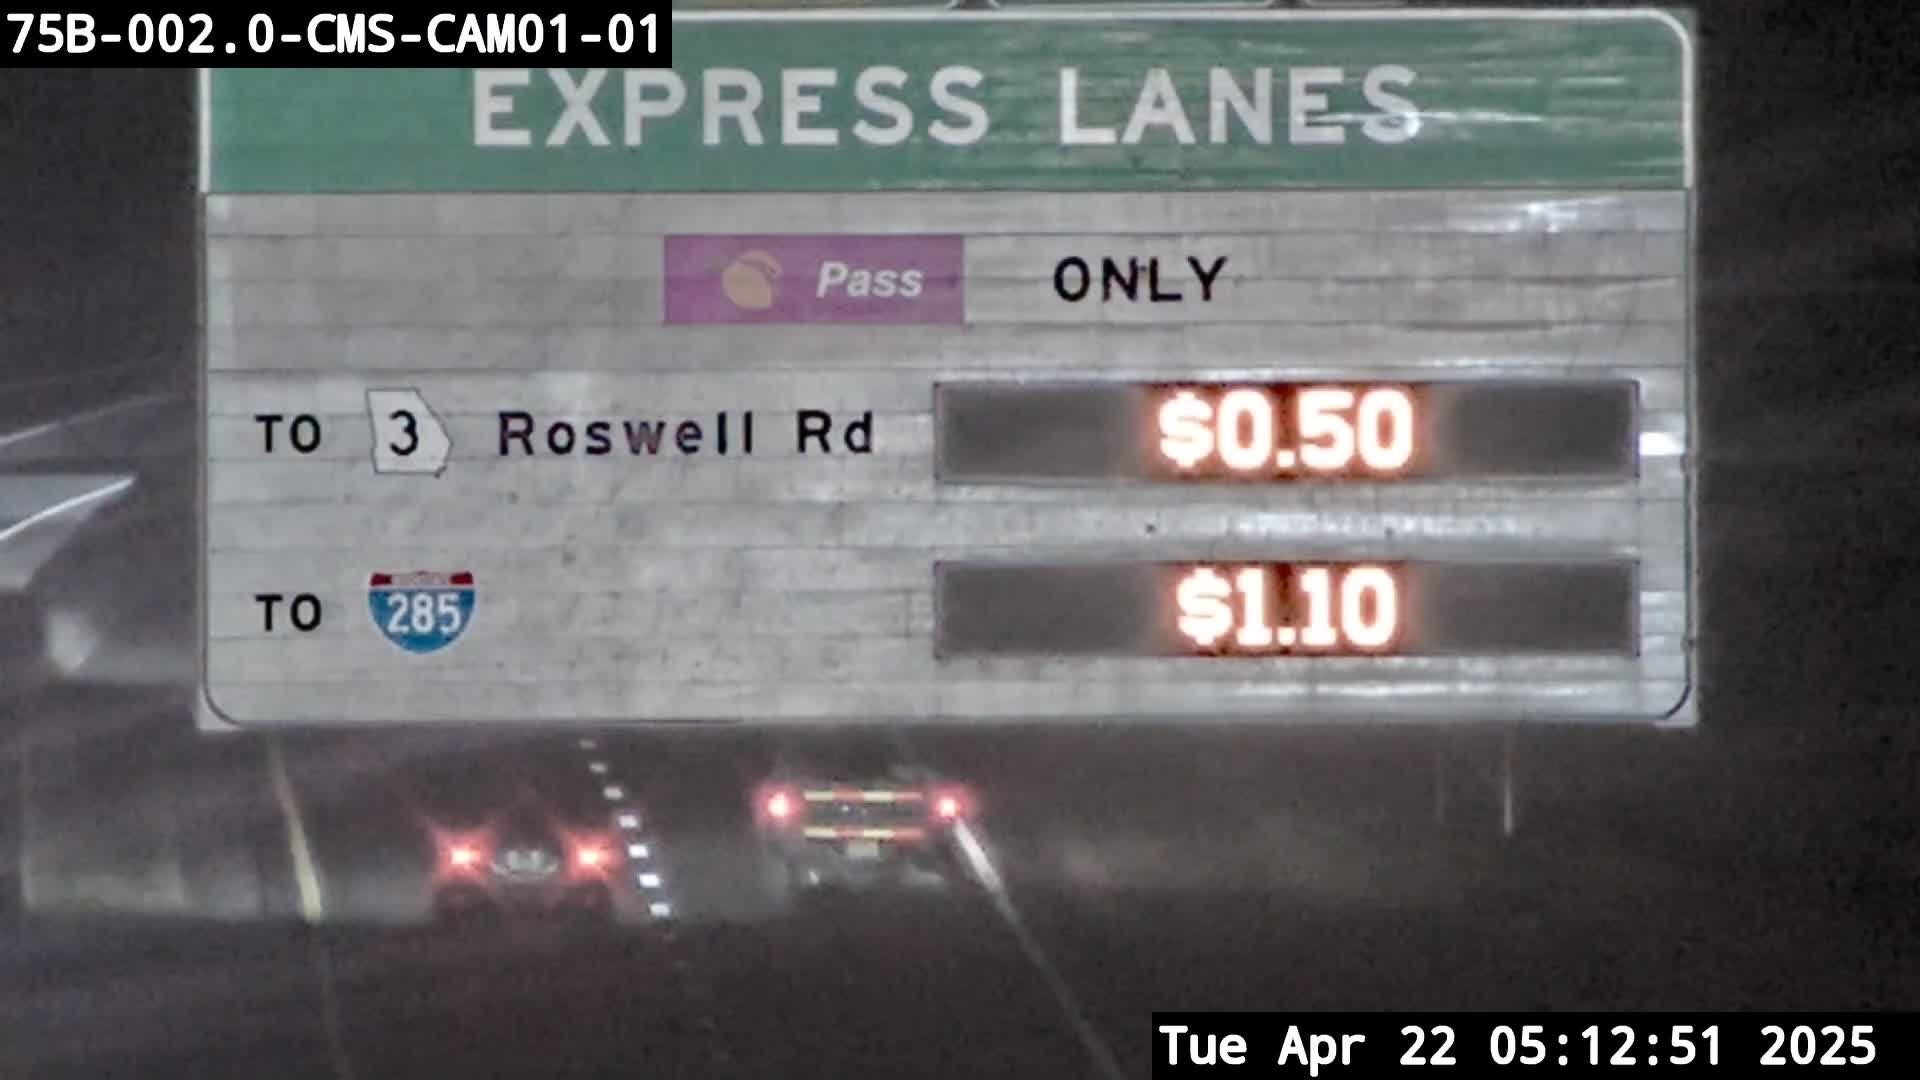 75B-002.0-CMS-CAM01-01
EXPRESS LANES
Pass ONLY
TO 3 Roswell Rd $0.50
TO 285 $1.10
Tue Apr 22 05:12:51 2025